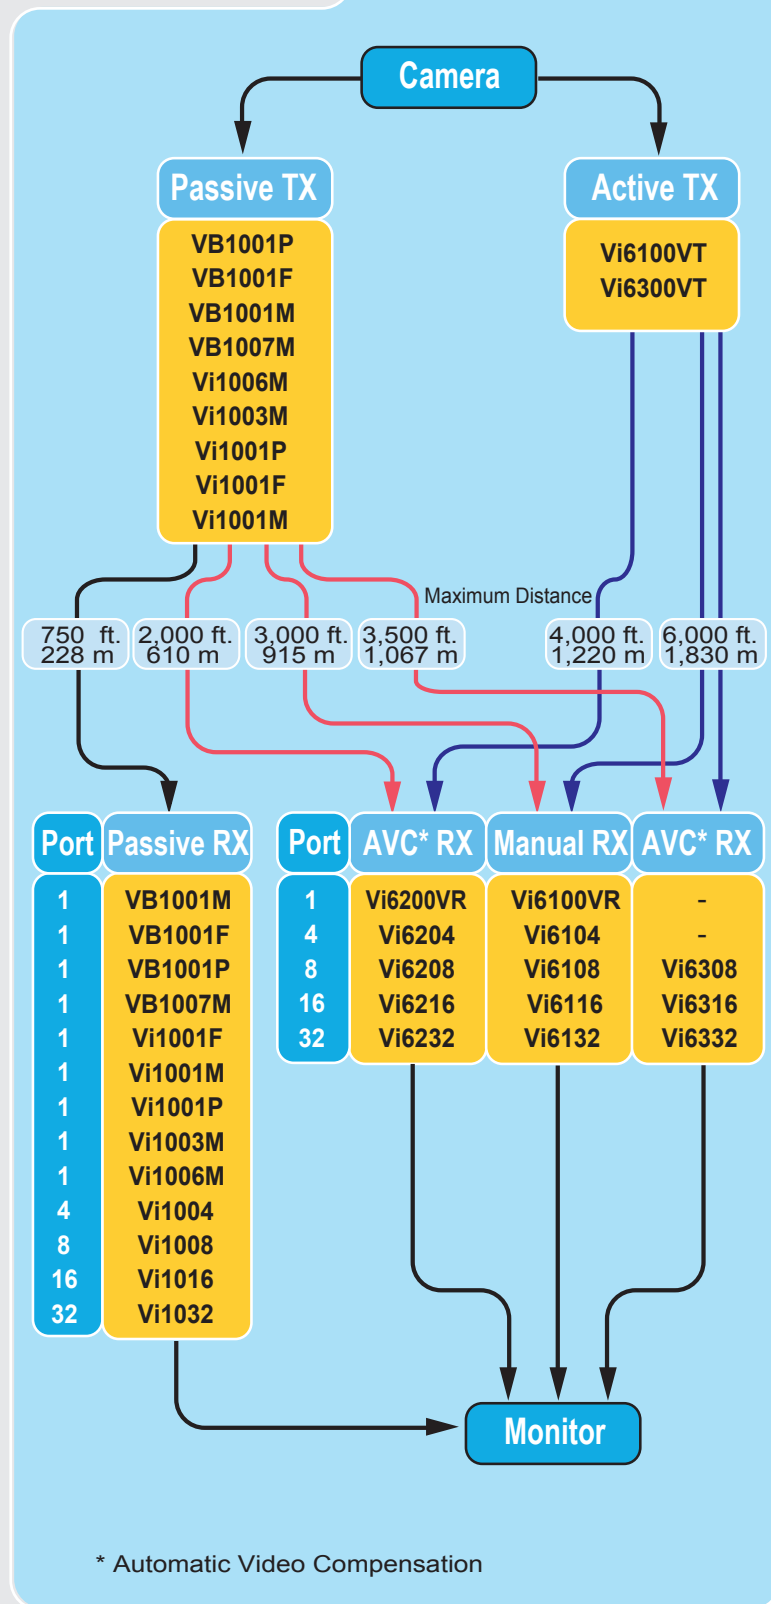 Camera
Passive TX
Active TX
VB1001P
VB1001F
VB1001M
VB1007M
Vi1006M
Vi1003M
Vi1001P
Vi1001F
Vi1001M
Vi6100VT
Vi6300VT
Maximum Distance
750 ft.
228 m
2,000 ft.
610 m
3,000 ft.
915 m
3,500 ft.
1,067 m
4,000 ft.
1,220 m
6,000 ft.
1,830 m
Port Passive RX
1 VB1001M
1 VB1001F
1 VB1001P
1 VB1007M
1 Vi1001F
1 Vi1001M
1 Vi1001P
1 Vi1003M
1 Vi1006M
4 Vi1004
8 Vi1008
16 Vi1016
32 Vi1032
Port AVC* RX Manual RX AVC* RX
1 Vi6200VR Vi6100VR -
4 Vi6204 Vi6104 -
8 Vi6208 Vi6108 Vi6308
16 Vi6216 Vi6116 Vi6316
32 Vi6232 Vi6132 Vi6332
Monitor
* Automatic Video Compensation